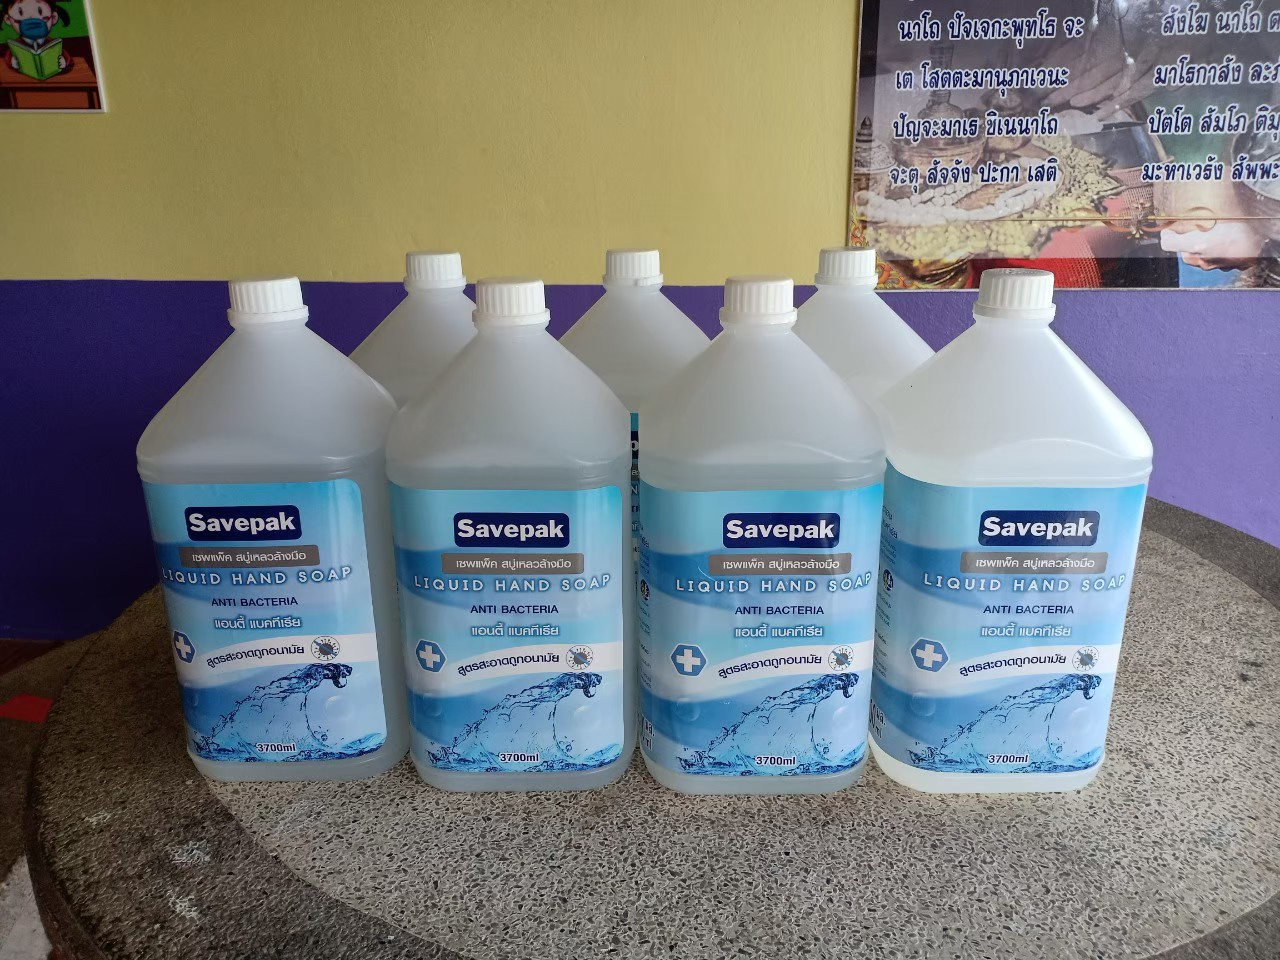 นาโถ ปัจเจกะพุทโธ จะ
เต โสตตะมานุภาเวนะ
ปัญจะมาเร ชิเนนาโถ
จะตุ สัจจัง ปะกา เสติ
สังโฆ นาโถ
มาโรกาสัง
ปัตโต สัมโภ
มะหาเวรัง สัพพะ
Savepak
เซพแพ็ค สบู่เหลวล้างมือ
LIQUID HAND SOAP
ANTI BACTERIA
แอนตี้ แบคทีเรีย
สูตรสะอาดถูกอนามัย
3700ml
Savepak
เซพแพ็ค สบู่เหลวล้างมือ
LIQUID HAND SOAP
ANTI BACTERIA
แอนตี้ แบคทีเรีย
สูตรสะอาดถูกอนามัย
3700ml
Savepak
เซพแพ็ค สบู่เหลวล้างมือ
LIQUID HAND SOAP
ANTI BACTERIA
แอนตี้ แบคทีเรีย
สูตรสะอาดถูกอนามัย
3700ml
Savepak
เซพแพ็ค สบู่เหลวล้างมือ
LIQUID HAND SOAP
ANTI BACTERIA
แอนตี้ แบคทีเรีย
สูตรสะอาดถูกอนามัย
3700ml